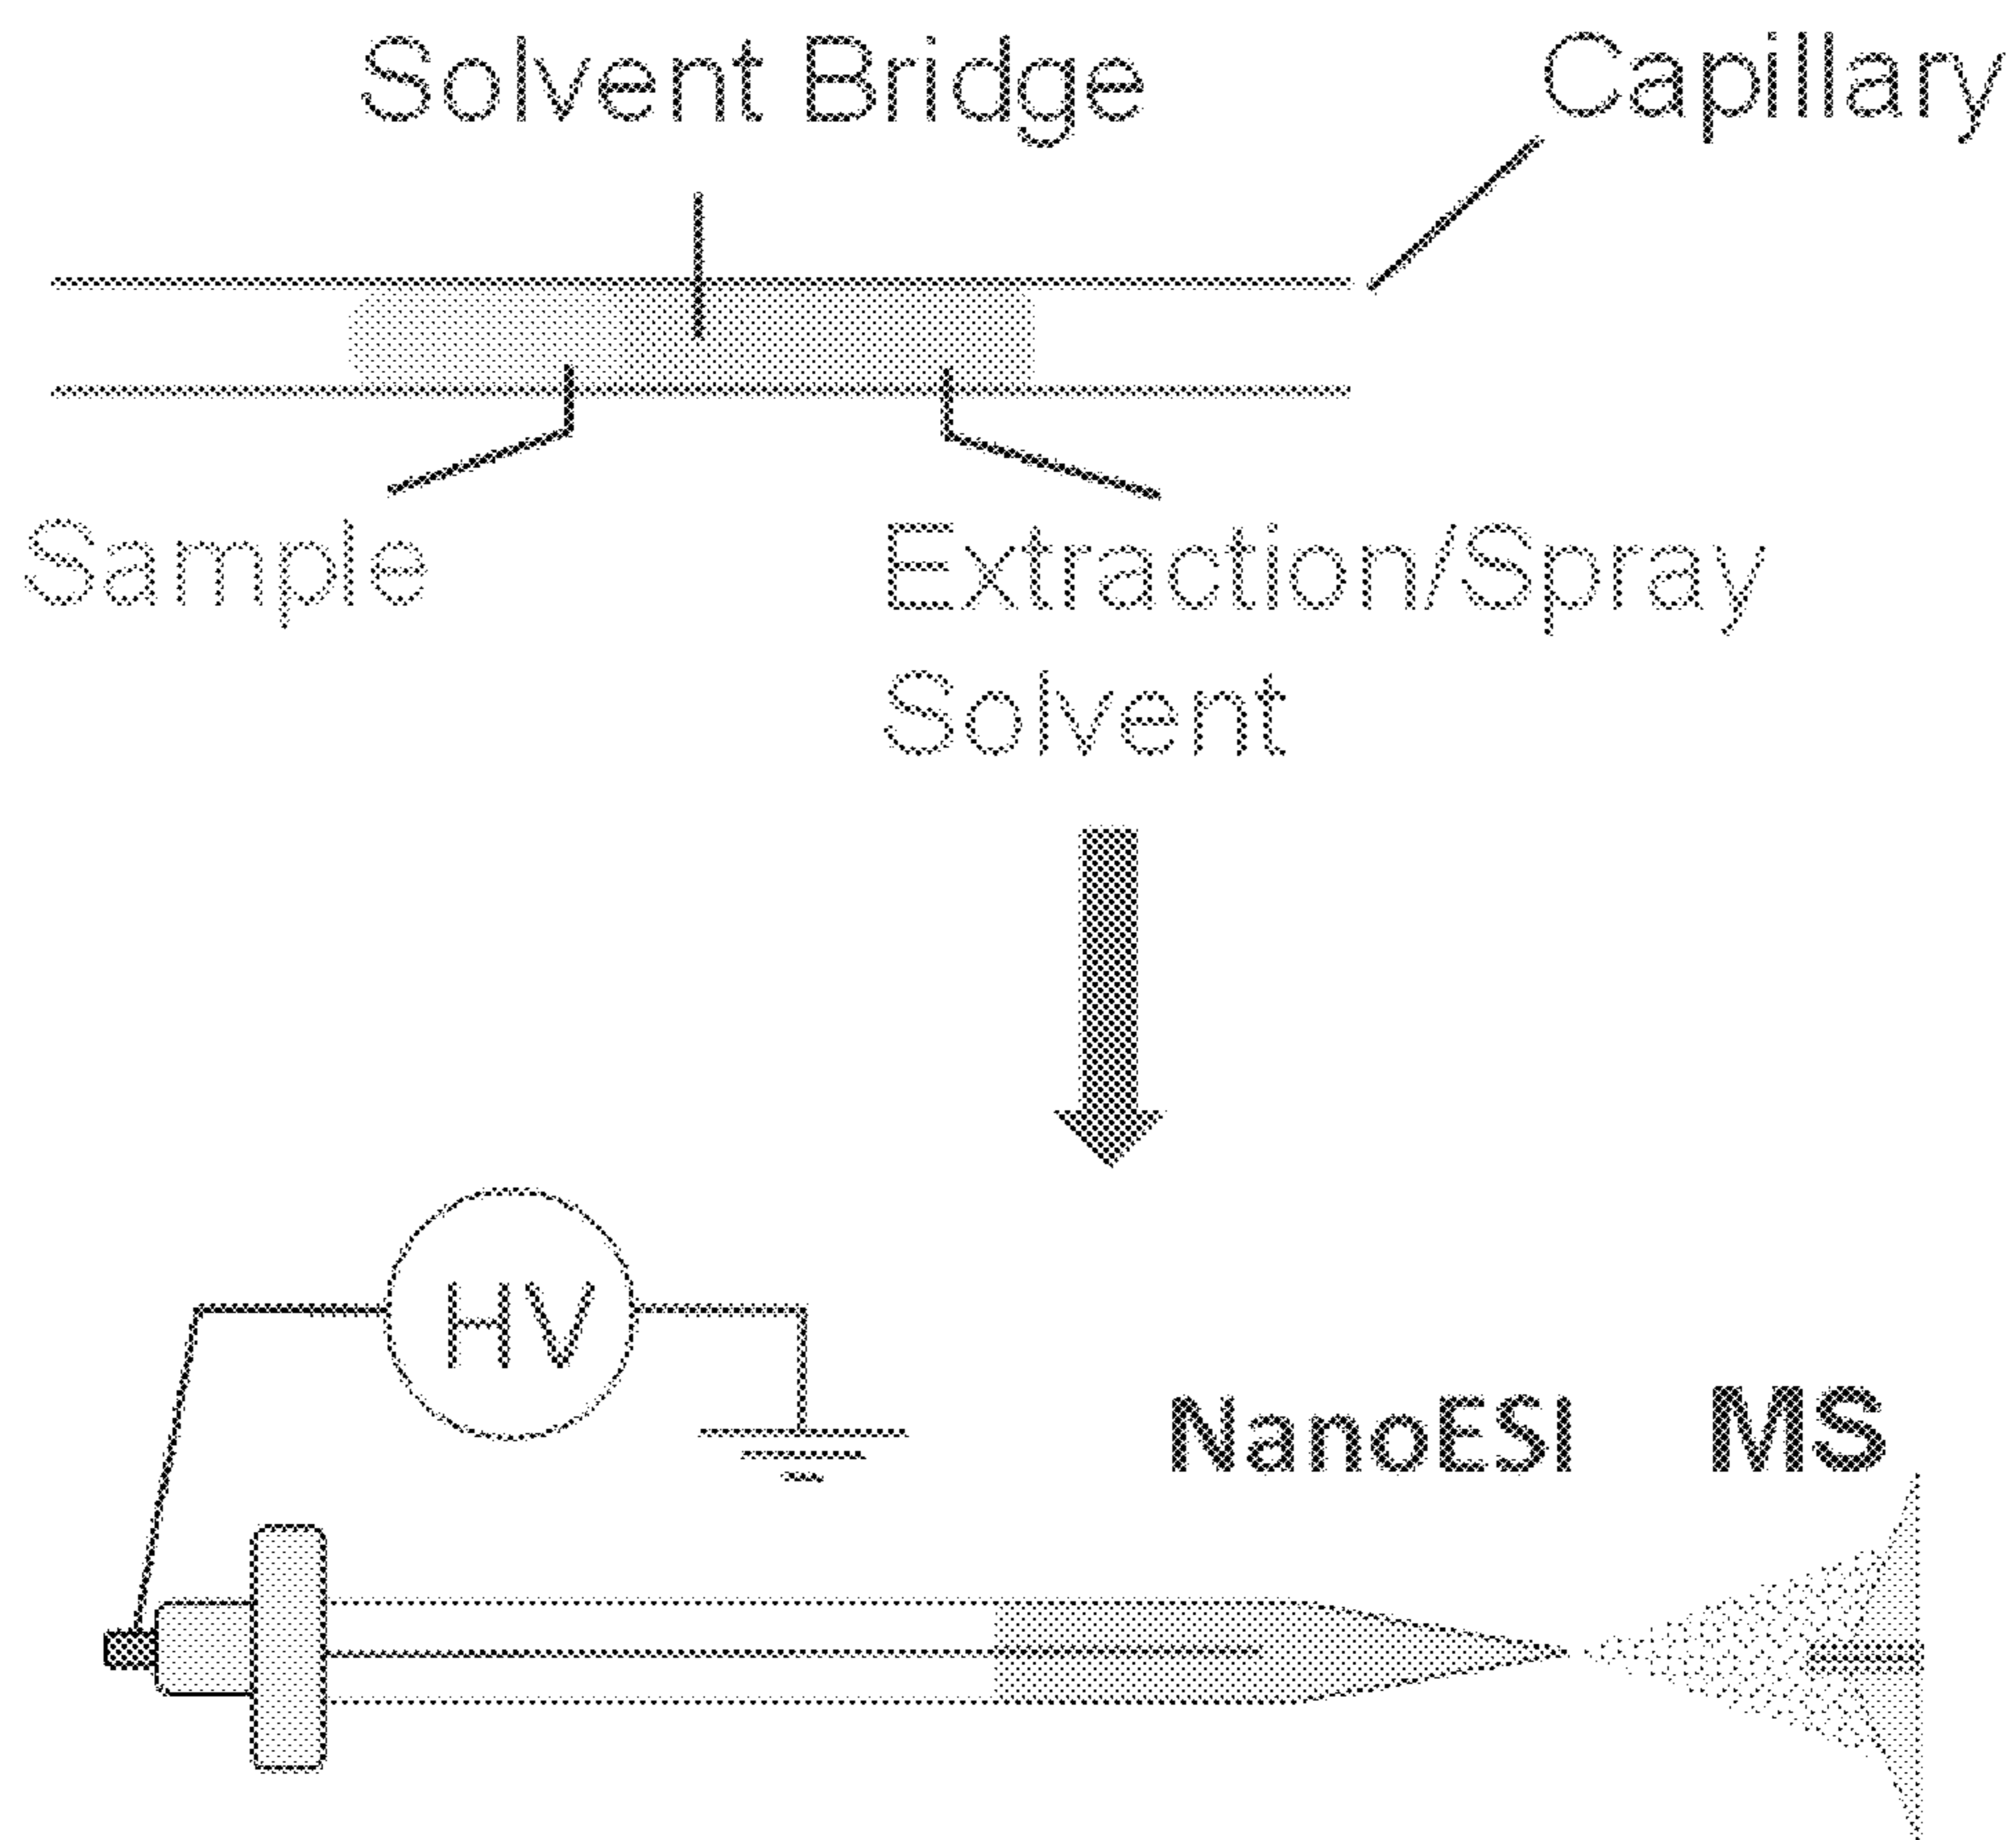 Solvent Bridge
Capillary
Sample
Extraction/Spray
Solvent
HV
NanoESI
MS